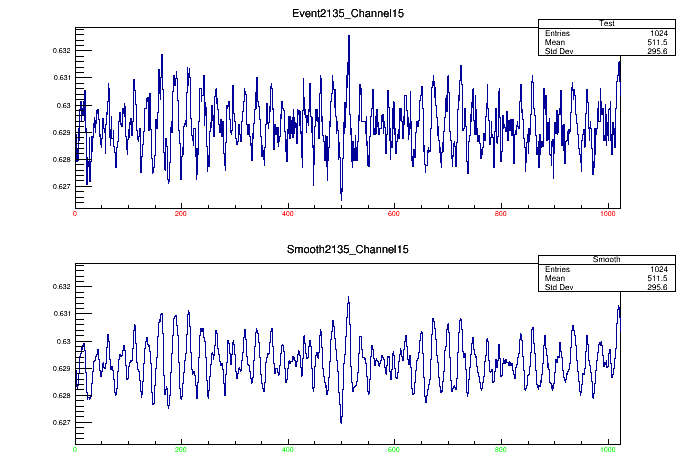 Event2135_Channel15
Test
Entries 1024
Mean 511.5
Std Dev 295.6
0.632
0.631
0.63
0.629
0.628
0.627
0 200 400 600 800 1000
Smooth2135_Channel15
Smooth
Entries 1024
Mean 511.5
Std Dev 295.6
0.632
0.631
0.63
0.629
0.628
0.627
0 200 400 600 800 1000